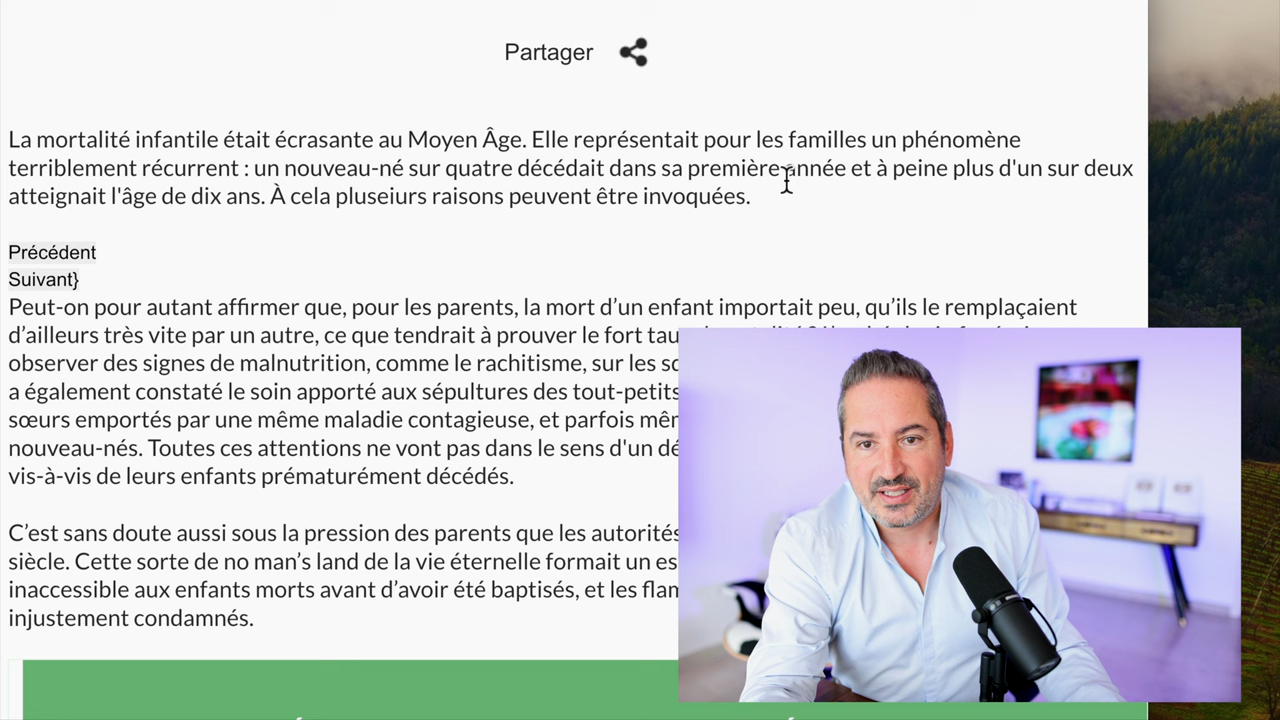 Partager
La mortalité infantile était écrasante au Moyen Âge. Elle représentait pour les familles un phénomène
terriblement récurrent : un nouveau-né sur quatre décédait dans sa première année et à peine plus d'un sur deux
atteignait l'âge de dix ans. À cela pluseiurs raisons peuvent être invoquées.
Précédent
Suivant}
Peut-on pour autant affirmer que, pour les parents, la mort d’un enfant importait peu, qu’ils le remplaçaient
d’ailleurs très vite par un autre, ce que tendrait à prouver le fort
observer des signes de malnutrition, comme le rachitisme, sur les
a également constaté le soin apporté aux sépultures des tout-petits
sœurs emportés par une même maladie contagieuse, et parfois
nouveau-nés. Toutes ces attentions ne vont pas dans le sens d'un
vis-à-vis de leurs enfants prématurément décédés.
C’est sans doute aussi sous la pression des parents que les autorités
siècle. Cette sorte de no man’s land de la vie éternelle formait un
inaccessible aux enfants morts avant d’avoir été baptisés, et les
injustement condamnés.